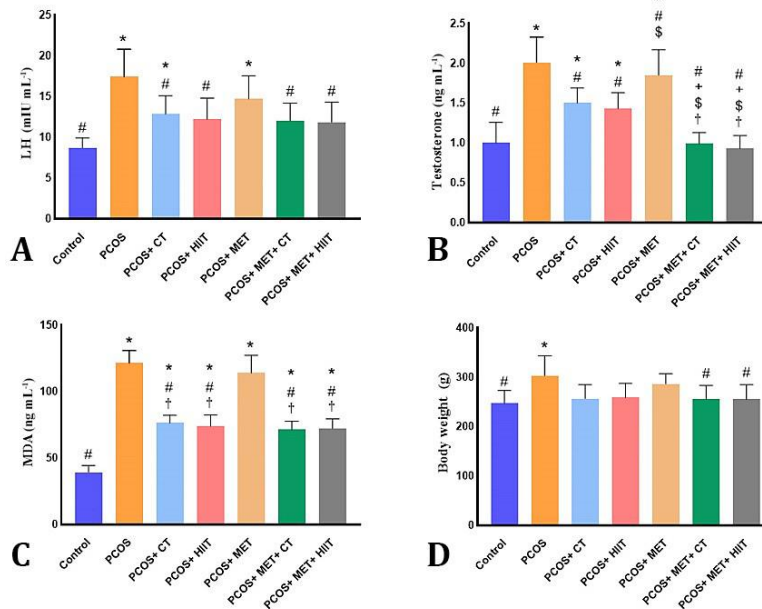 25
20
15
10
5
0
LH (mIU mL-1)
#
*
*
#
#
*
#
#
Control
PCOS
PCOS+ CT
PCOS+ HIIT
PCOS+ MET
PCOS+ MET+ CT
PCOS+ MET+ HIIT
A
2.5
2.0
1.5
1.0
0.5
0.0
Testosterone (ng mL-1)
#
*
*
#
*
#
#
$
#
+
$
†
#
+
$
†
Control
PCOS
PCOS+ CT
PCOS+ HIIT
PCOS+ MET
PCOS+ MET+ CT
PCOS+ MET+ HIIT
B
150
100
50
0
MDA (ng mL-1)
#
*
*
#
†
*
#
†
*
*
#
†
*
#
†
Control
PCOS
PCOS+ CT
PCOS+ HIIT
PCOS+ MET
PCOS+ MET+ CT
PCOS+ MET+ HIIT
C
400
300
200
100
0
Body weight (g)
#
*
#
#
Control
PCOS
PCOS+ CT
PCOS+ HIIT
PCOS+ MET
PCOS+ MET+ CT
PCOS+ MET+ HIIT
D